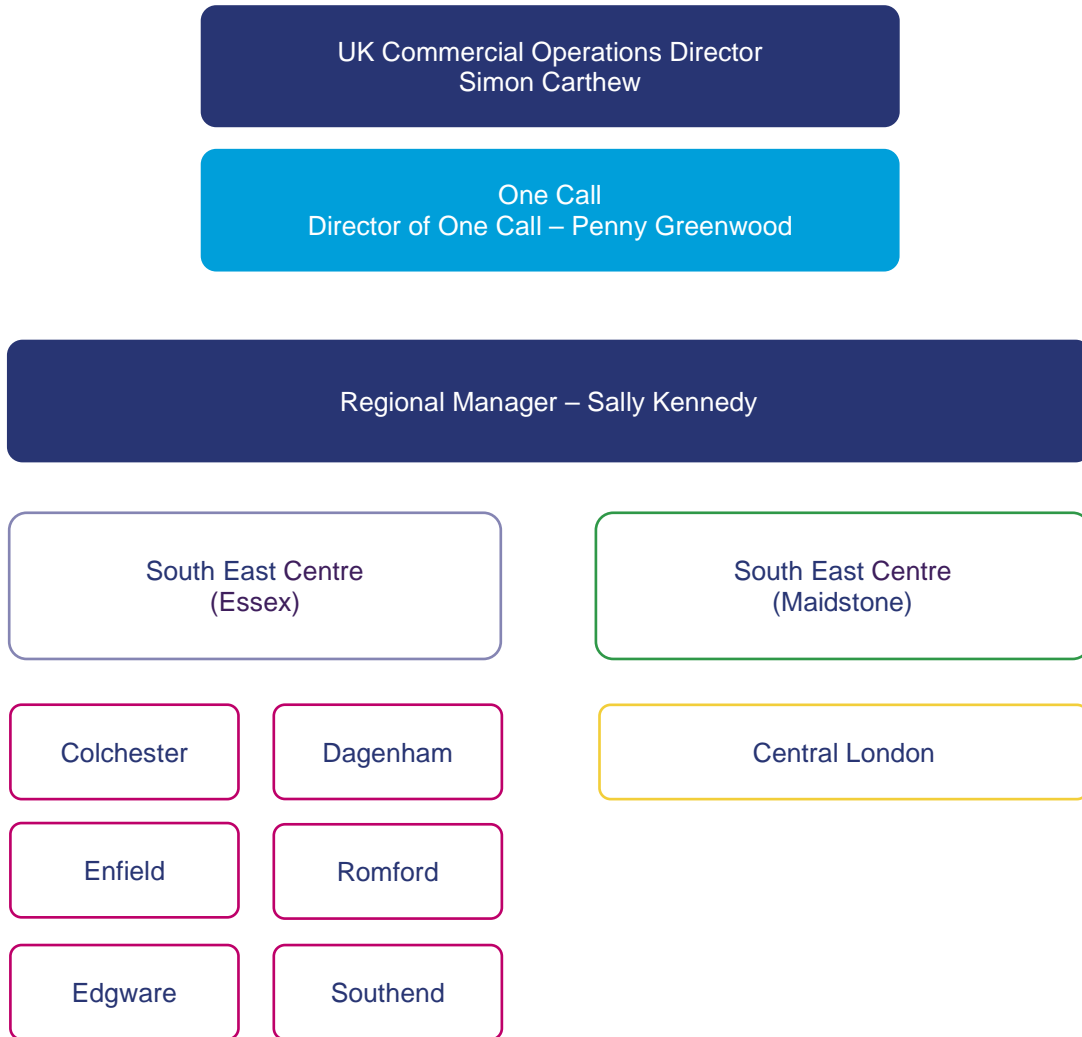 UK Commercial Operations Director
Simon Carthew
One Call
Director of One Call – Penny Greenwood
Regional Manager – Sally Kennedy
South East Centre
(Essex)
South East Centre
(Maidstone)
Colchester
Dagenham
Central London
Enfield
Romford
Edgware
Southend